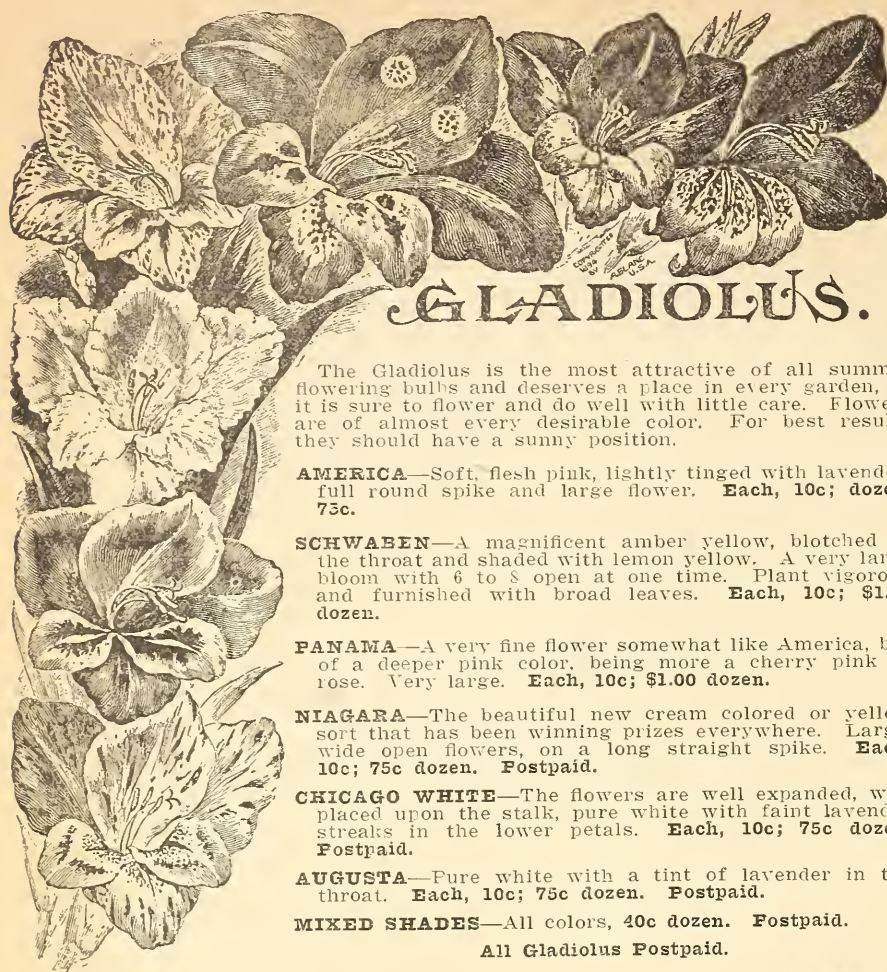 COPYRIGHTED
1894
BY A.BLANC
U.S.A.
GLADIOLUS.
The Gladiolus is the most attractive of all summ
flowering bulbs and deserves a place in every garden,
it is sure to flower and do well with little care. Flowe
are of almost every desirable color. For best resu
they should have a sunny position.
AMERICA—Soft, flesh pink, lightly tinged with lavend
full round spike and large flower. Each, 10c; doz
75c.
SCHWABEN—A magnificent amber yellow, blotched
the throat and shaded with lemon yellow. A very lar
bloom with 6 to 8 open at one time. Plant vigoro
and furnished with broad leaves. Each, 10c; $1.
dozen.
PANAMA—A very fine flower somewhat like America, b
of a deeper pink color, being more a cherry pink
rose. Very large. Each, 10c; $1.00 dozen.
NIAGARA—The beautiful new cream colored or yell
sort that has been winning prizes everywhere. Larg
wide open flowers, on a long straight spike. Eac
10c; 75c dozen. Postpaid.
CHICAGO WHITE—The flowers are well expanded, w
placed upon the stalk, pure white with faint lavend
streaks in the lower petals. Each, 10c; 75c doz
Postpaid.
AUGUSTA—Pure white with a tint of lavender in t
throat. Each, 10c; 75c dozen. Postpaid.
MIXED SHADES—All colors, 40c dozen. Postpaid.
All Gladiolus Postpaid.